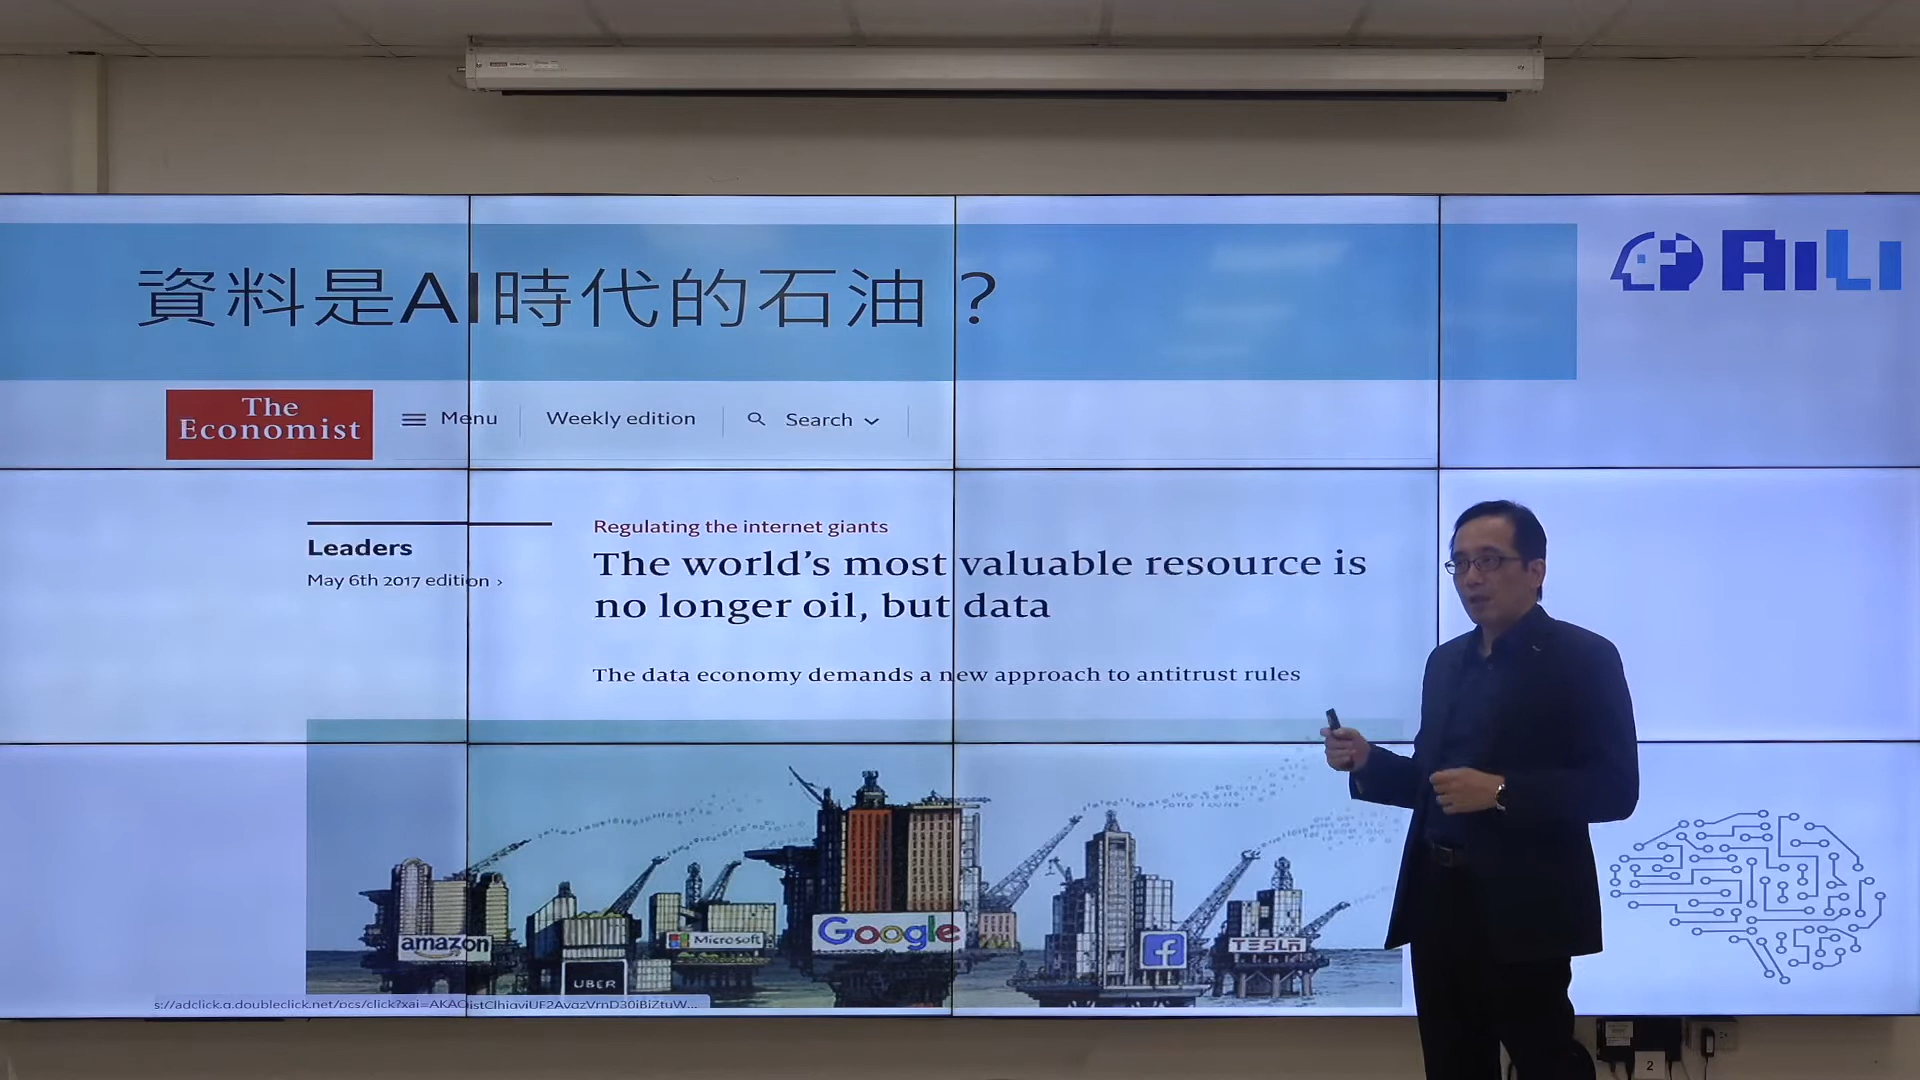 資料是AI時代的石油？
AiLi
The
Economist
Menu
Weekly edition
Search
Leaders
May 6th 2017 edition ›
Regulating the internet giants
The world's most valuable resource is
no longer oil, but data
The data economy demands a new approach to antitrust rules
amazon
UBER
Microsoft
Google
f
TESLA
2